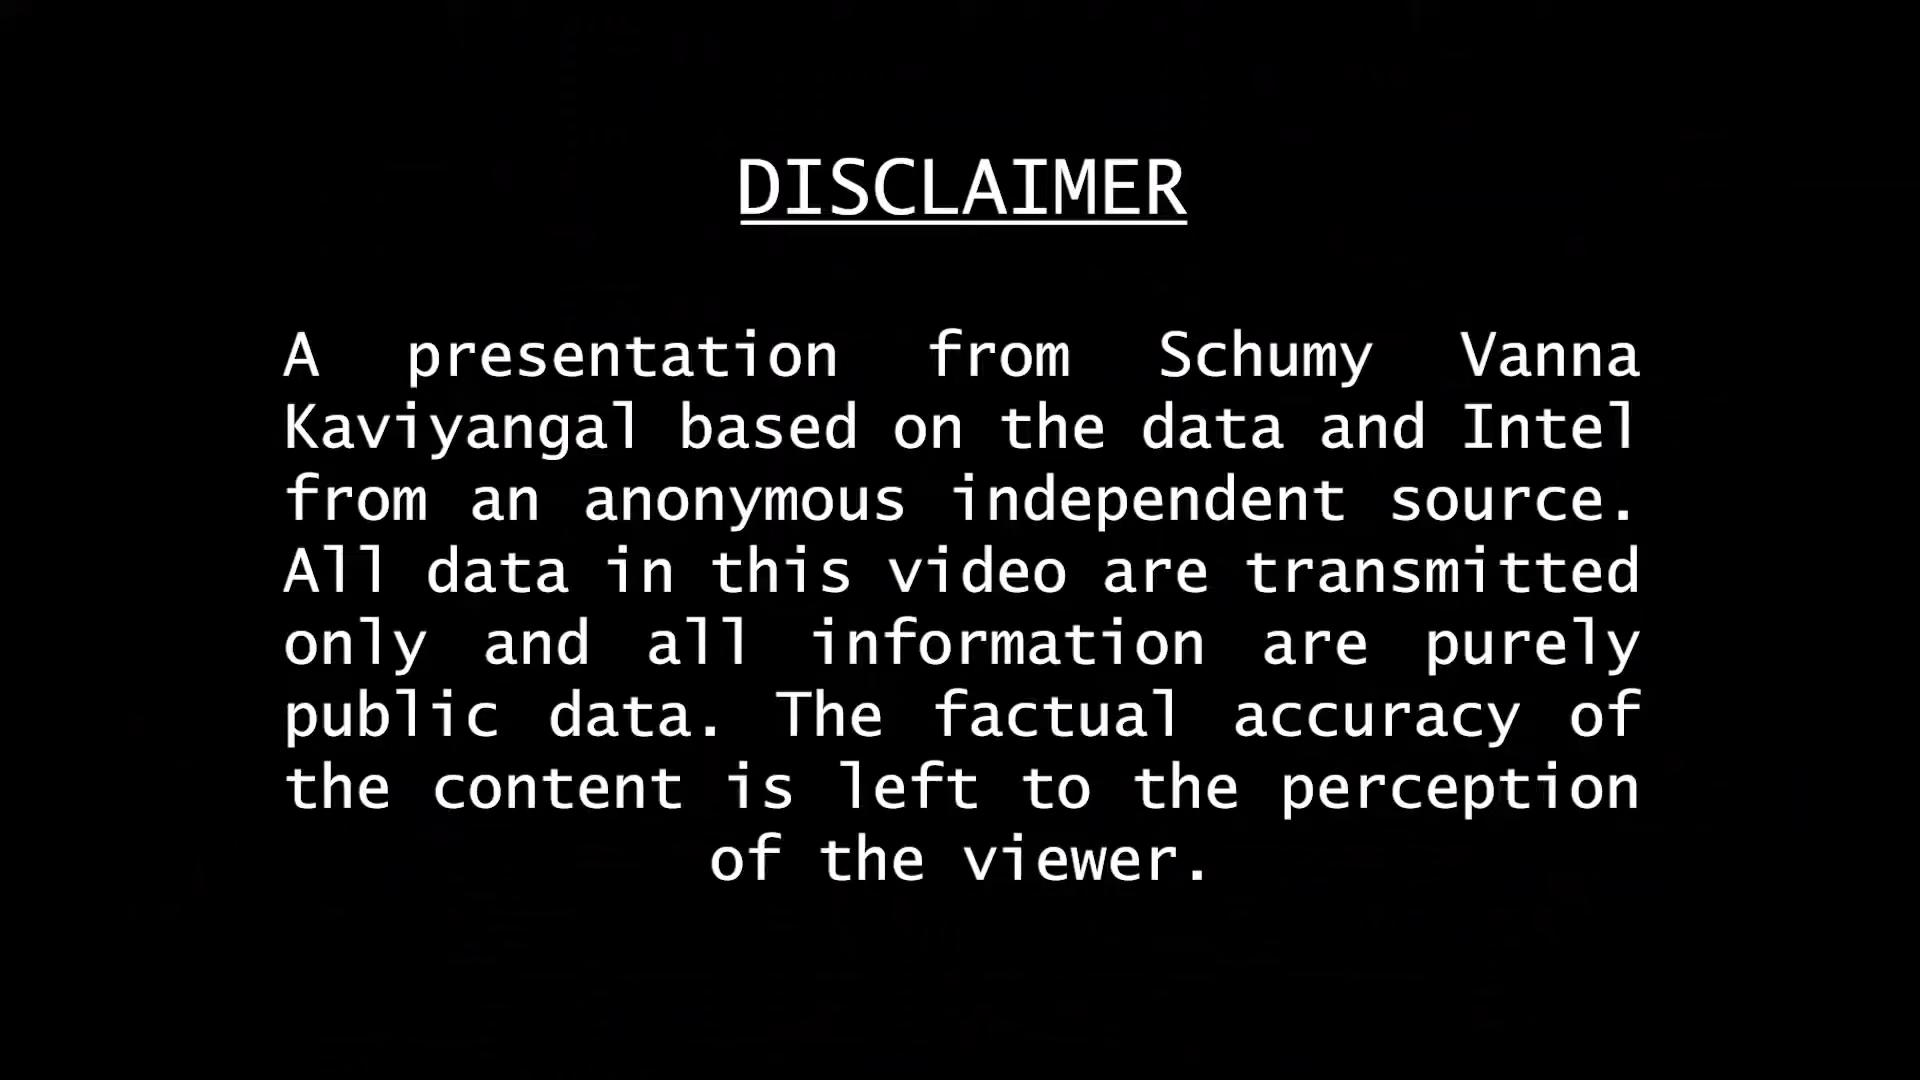 DISCLAIMER
A presentation from Schumy Vanna
Kaviyangal based on the data and Intel
from an anonymous independent source.
All data in this video are transmitted
only and all information are purely
public data. The factual accuracy of
the content is left to the perception
of the viewer.